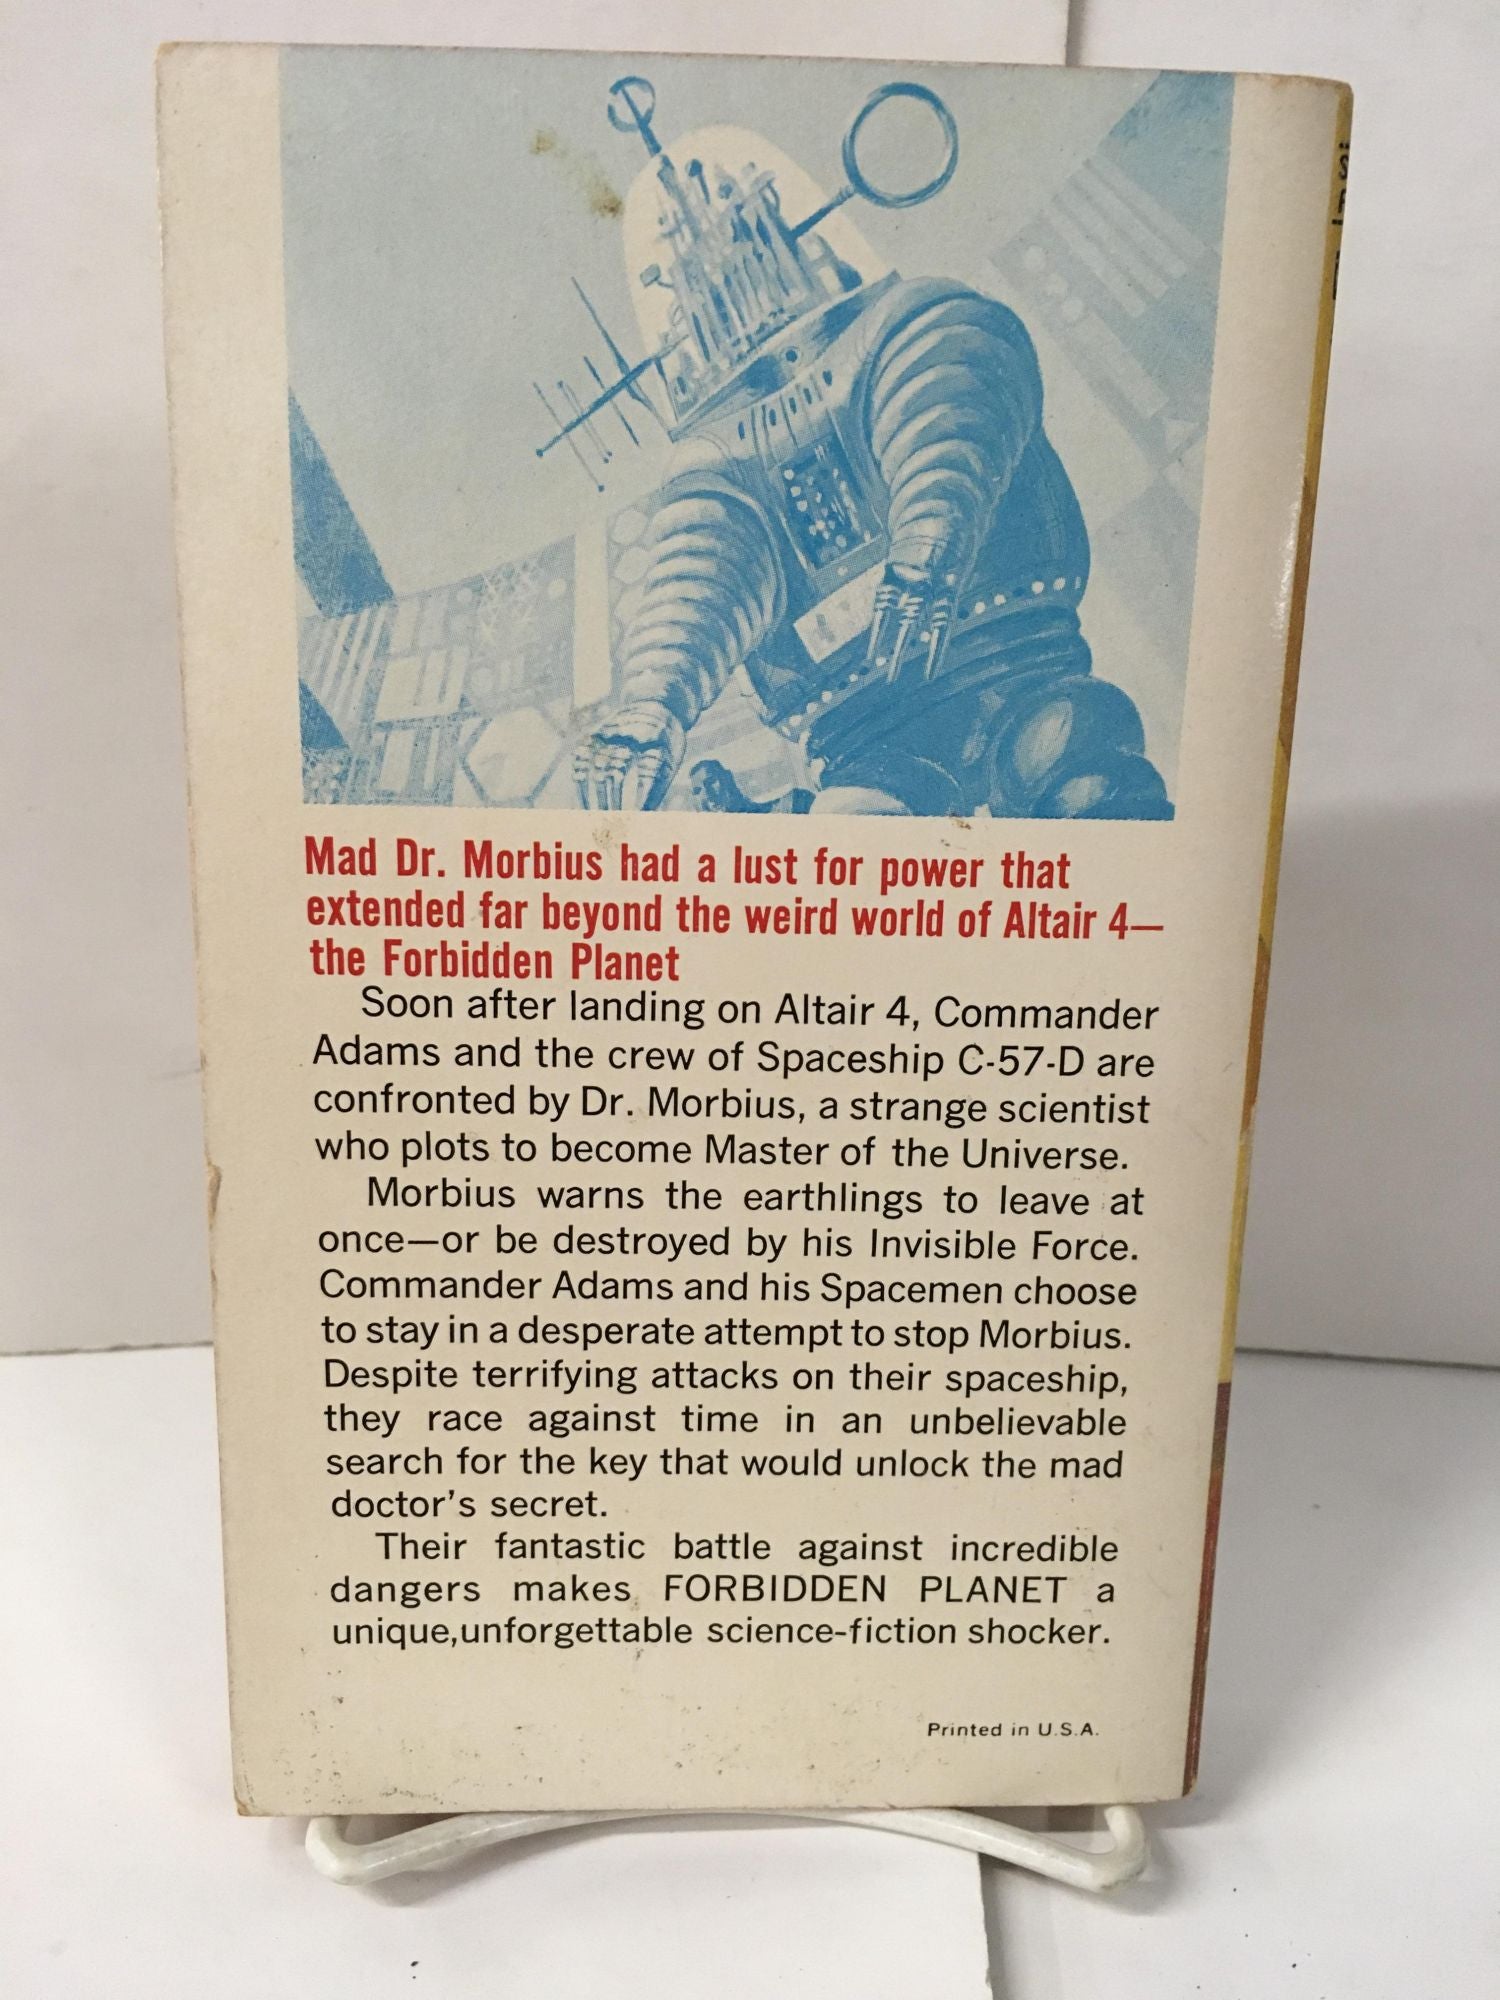 Mad Dr. Morbius had a lust for power that
extended far beyond the weird world of Altair 4—
the Forbidden Planet
Soon after landing on Altair 4, Commander
Adams and the crew of Spaceship C-57-D are
confronted by Dr. Morbius, a strange scientist
who plots to become Master of the Universe.
Morbius warns the earthlings to leave at
once—or be destroyed by his Invisible Force.
Commander Adams and his Spacemen choose
to stay in a desperate attempt to stop Morbius.
Despite terrifying attacks on their spaceship,
they race against time in an unbelievable
search for the key that would unlock the mad
doctor's secret.
Their fantastic battle against incredible
dangers makes FORBIDDEN PLANET a
unique,unforgettable science-fiction shocker.
Printed in U.S.A.